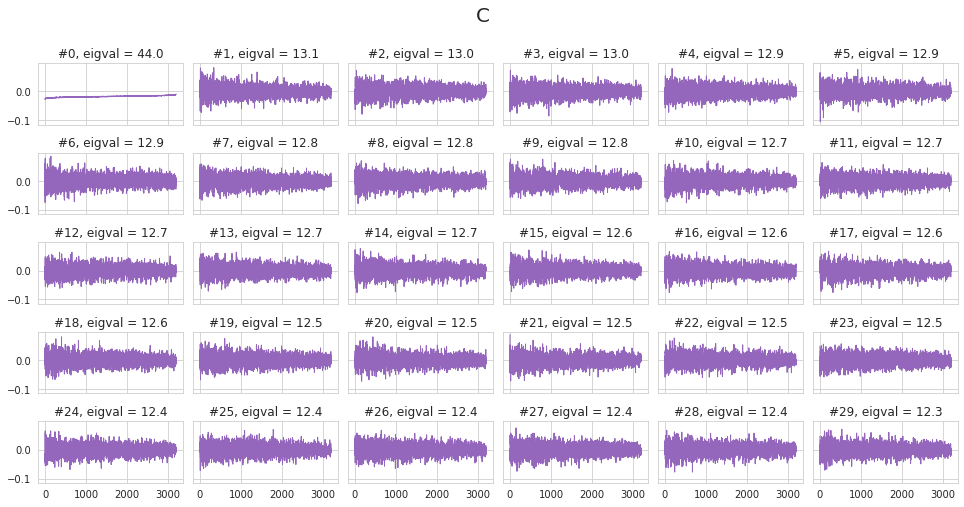 C
#0, eigval = 44.0 #1, eigval = 13.1 #2, eigval = 13.0 #3, eigval = 13.0 #4, eigval = 12.9 #5, eigval = 12.9
0.0
−0.1
#6, eigval = 12.9 #7, eigval = 12.8 #8, eigval = 12.8 #9, eigval = 12.8 #10, eigval = 12.7 #11, eigval = 12.7
0.0
−0.1
#12, eigval = 12.7 #13, eigval = 12.7 #14, eigval = 12.7 #15, eigval = 12.6 #16, eigval = 12.6 #17, eigval = 12.6
0.0
−0.1
#18, eigval = 12.6 #19, eigval = 12.5 #20, eigval = 12.5 #21, eigval = 12.5 #22, eigval = 12.5 #23, eigval = 12.5
0.0
−0.1
#24, eigval = 12.4 #25, eigval = 12.4 #26, eigval = 12.4 #27, eigval = 12.4 #28, eigval = 12.4 #29, eigval = 12.3
0.0
−0.1
0 1000 2000 3000 0 1000 2000 3000 0 1000 2000 3000 0 1000 2000 3000 0 1000 2000 3000 0 1000 2000 3000